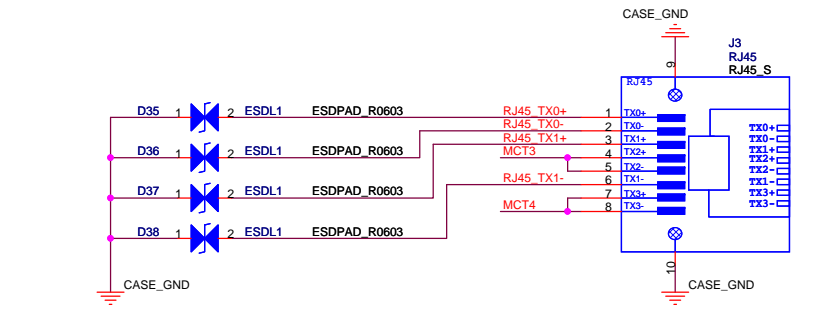 CASE_GND
J3
RJ45
RJ45_S
9
RJ45
D35 1 2 ESDL1 ESDPAD_R0603 RJ45_TX0+ 1 TX0+ TX0+
RJ45_TX0- 2 TX0- TX0-
RJ45_TX1+ 3 TX1+ TX1+
D36 1 2 ESDL1 ESDPAD_R0603 MCT3 4 TX2+ TX2+
5 TX2- TX2-
RJ45_TX1- 6 TX1- TX1-
D37 1 2 ESDL1 ESDPAD_R0603 7 TX3+ TX3+
MCT4 8 TX3- TX3-
D38 1 2 ESDL1 ESDPAD_R0603
10
CASE_GND
CASE_GND